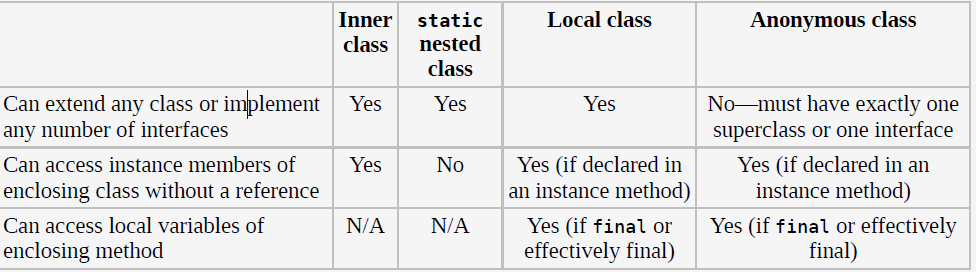 Inner class
static nested class
Local class
Anonymous class
Can extend any class or implement
any number of interfaces
Yes
Yes
Yes
No—must have exactly one
superclass or one interface
Can access instance members of
enclosing class without a reference
Yes
No
Yes (if declared in
an instance method)
Yes (if declared in an
instance method)
Can access local variables of
enclosing method
N/A
N/A
Yes (if final or
effectively final)
Yes (if final or effectively
final)